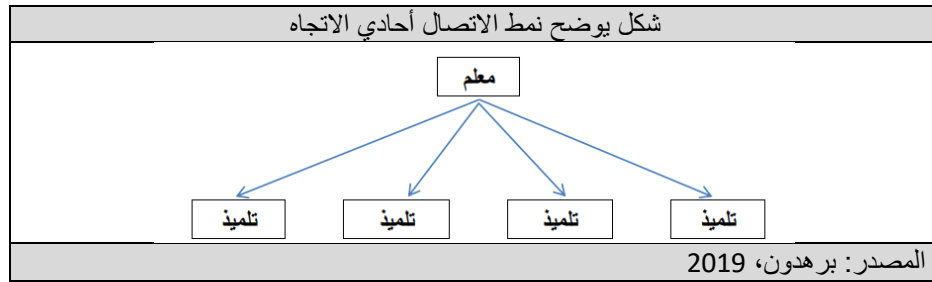 شكل يوضح نمط الاتصال أحادي الاتجاه
معلم
تلميذ تلميذ تلميذ تلميذ
المصدر: برهدون، 2019